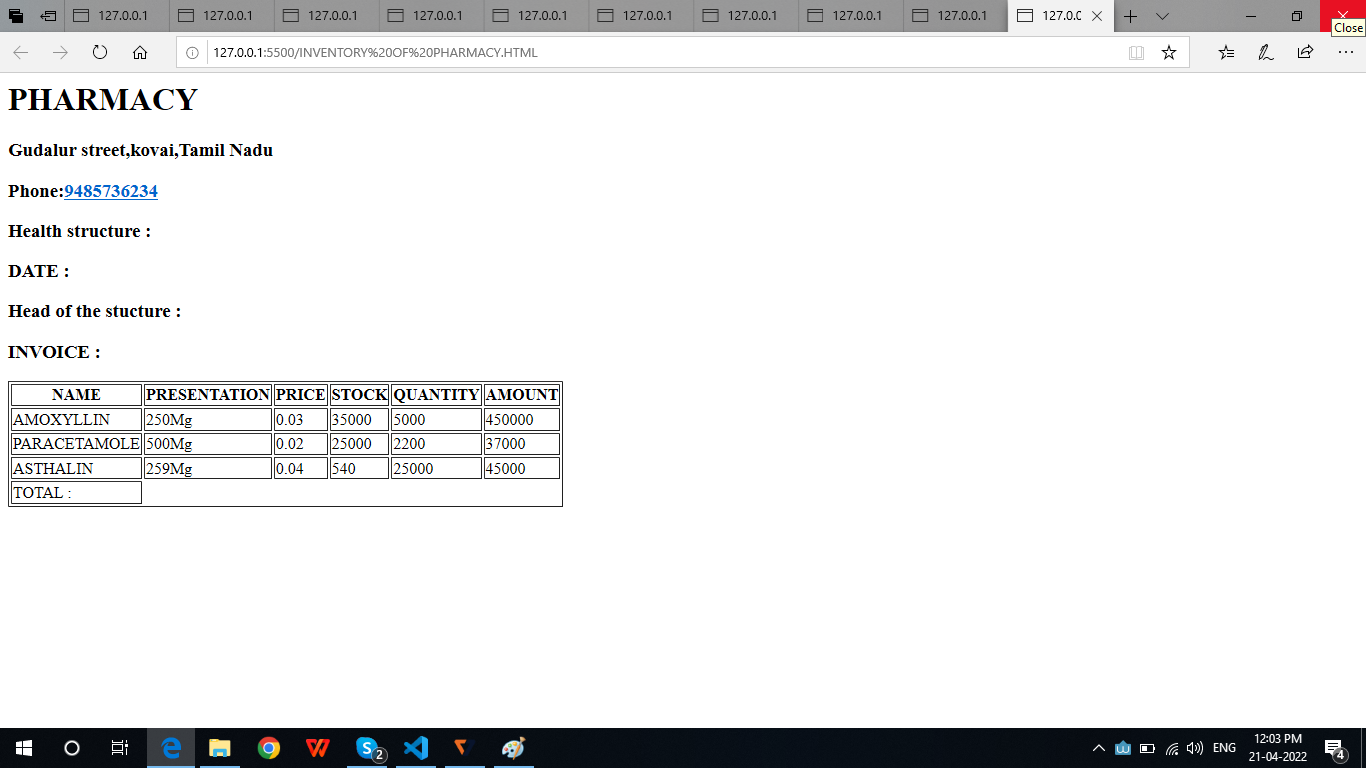 127.0.0.1 127.0.0.1 127.0.0.1 127.0.0.1 127.0.0.1 127.0.0.1 127.0.0.1 127.0.0.1 127.0.0.1 127.0.0
Close
127.0.0.1:5500/INVENTORY%20OF%20PHARMACY.HTML
PHARMACY
Gudalur street,kovai,Tamil Nadu
Phone:9485736234
Health structure :
DATE :
Head of the stucture :
INVOICE :
NAME PRESENTATION PRICE STOCK QUANTITY AMOUNT
AMOXYLLIN 250Mg 0.03 35000 5000 450000
PARACETAMOLE 500Mg 0.02 25000 2200 37000
ASTHALIN 259Mg 0.04 540 25000 45000
TOTAL :
2
ENG
12:03 PM
21-04-2022
4